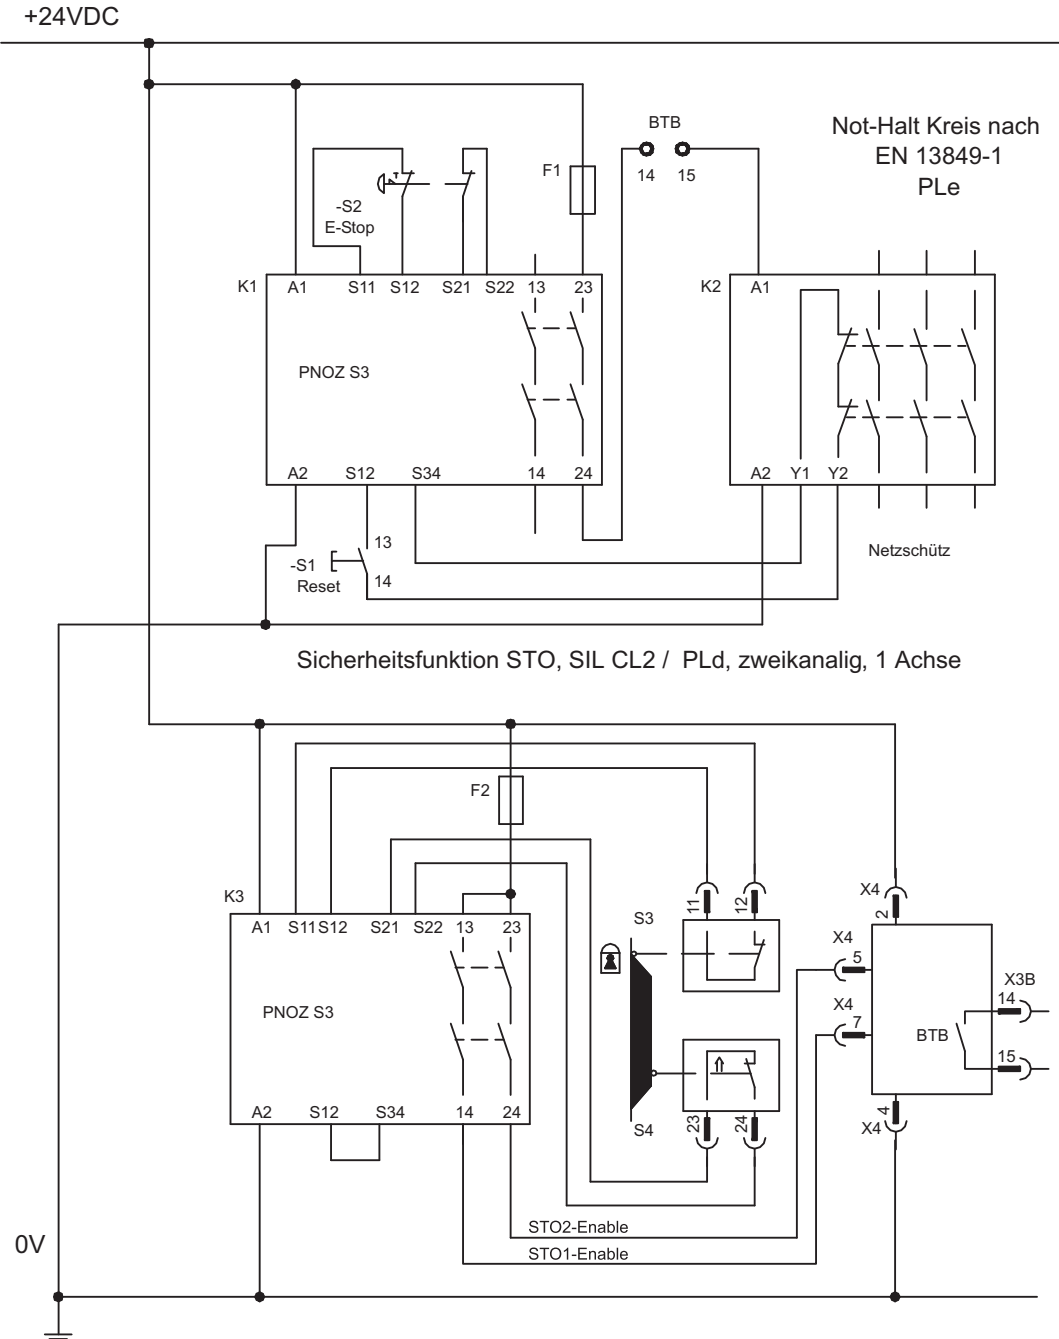 +24VDC
BTB
Not-Halt Kreis nach
EN 13849-1
PLe
F1
14 15
-S2
E-Stop
K1
A1 S11 S12 S21 S22 13 23
K2
A1
PNOZ S3
A2 S12 S34 14 24
A2 Y1 Y2
13
-S1
14
Reset
Netzschütz
Sicherheitsfunktion STO, SIL CL2 / PLd, zweikanalig, 1 Achse
F2
K3
A1 S11 S12 S21 S22 13 23
11 12
S3
X4
2
X4
5
X3B
14
PNOZ S3
X4
7
BTB
15
A2 S12 S34 14 24
S4
23 24
X4
4
STO2-Enable
STO1-Enable
0V